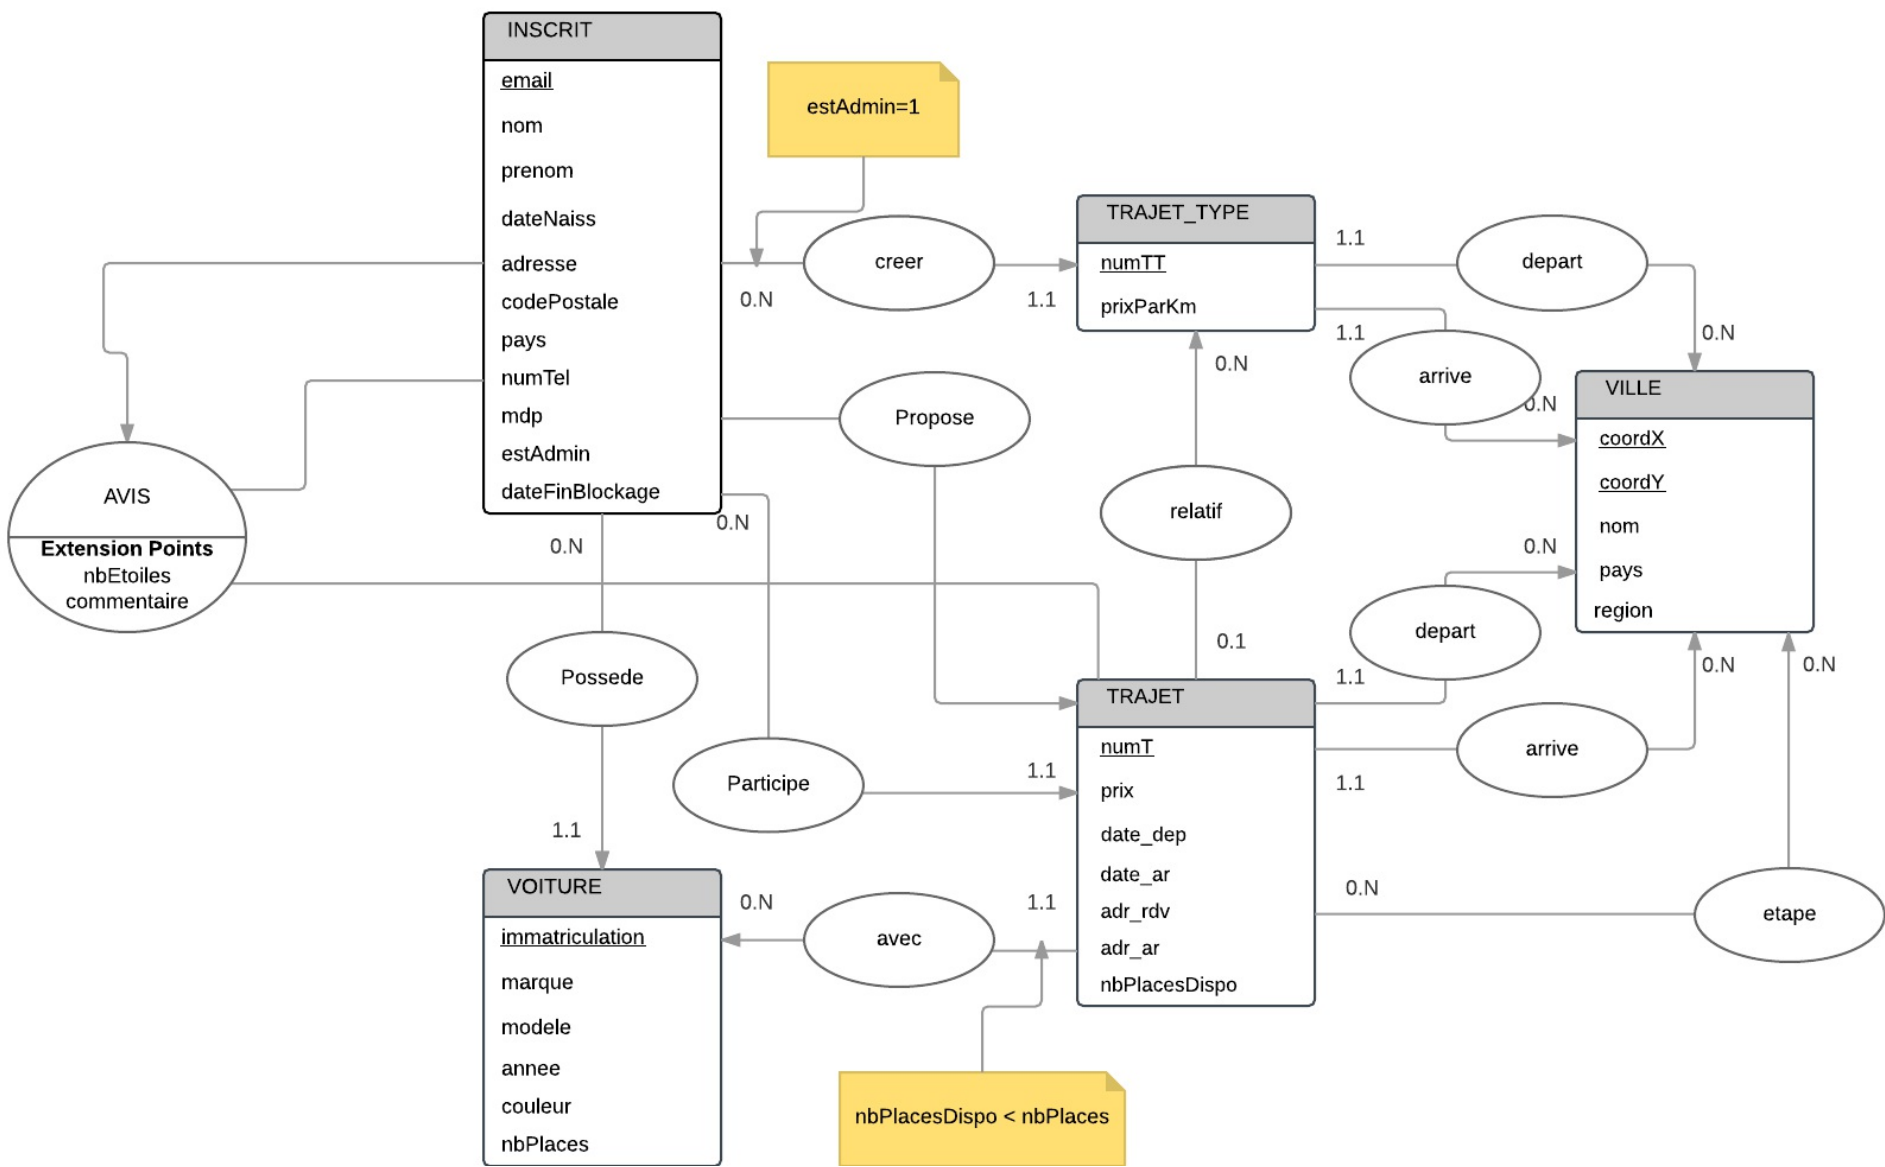 INSCRIT
email
nom
prenom
dateNaiss
adresse
codePostale
pays
numTel
mdp
estAdmin
dateFinBlockage
estAdmin=1
0.N
creer
1.1
TRAJET_TYPE
numTT
prixParKm
1.1
depart
0.N
1.1
arrive
0.N
VILLE
coordX
coordY
nom
pays
region
AVIS
Extension Points
nbEtoiles
commentaire
Propose
0.N
relatif
0.1
0.N
0.N
Possede
1.1
Participe
1.1
0.N
depart
1.1
0.N
arrive
1.1
0.N
etape
0.N
TRAJET
numT
prix
date_dep
date_ar
adr_rdv
adr_ar
nbPlacesDispo
VOITURE
immatriculation
marque
modele
annee
couleur
nbPlaces
0.N
avec
1.1
nbPlacesDispo < nbPlaces